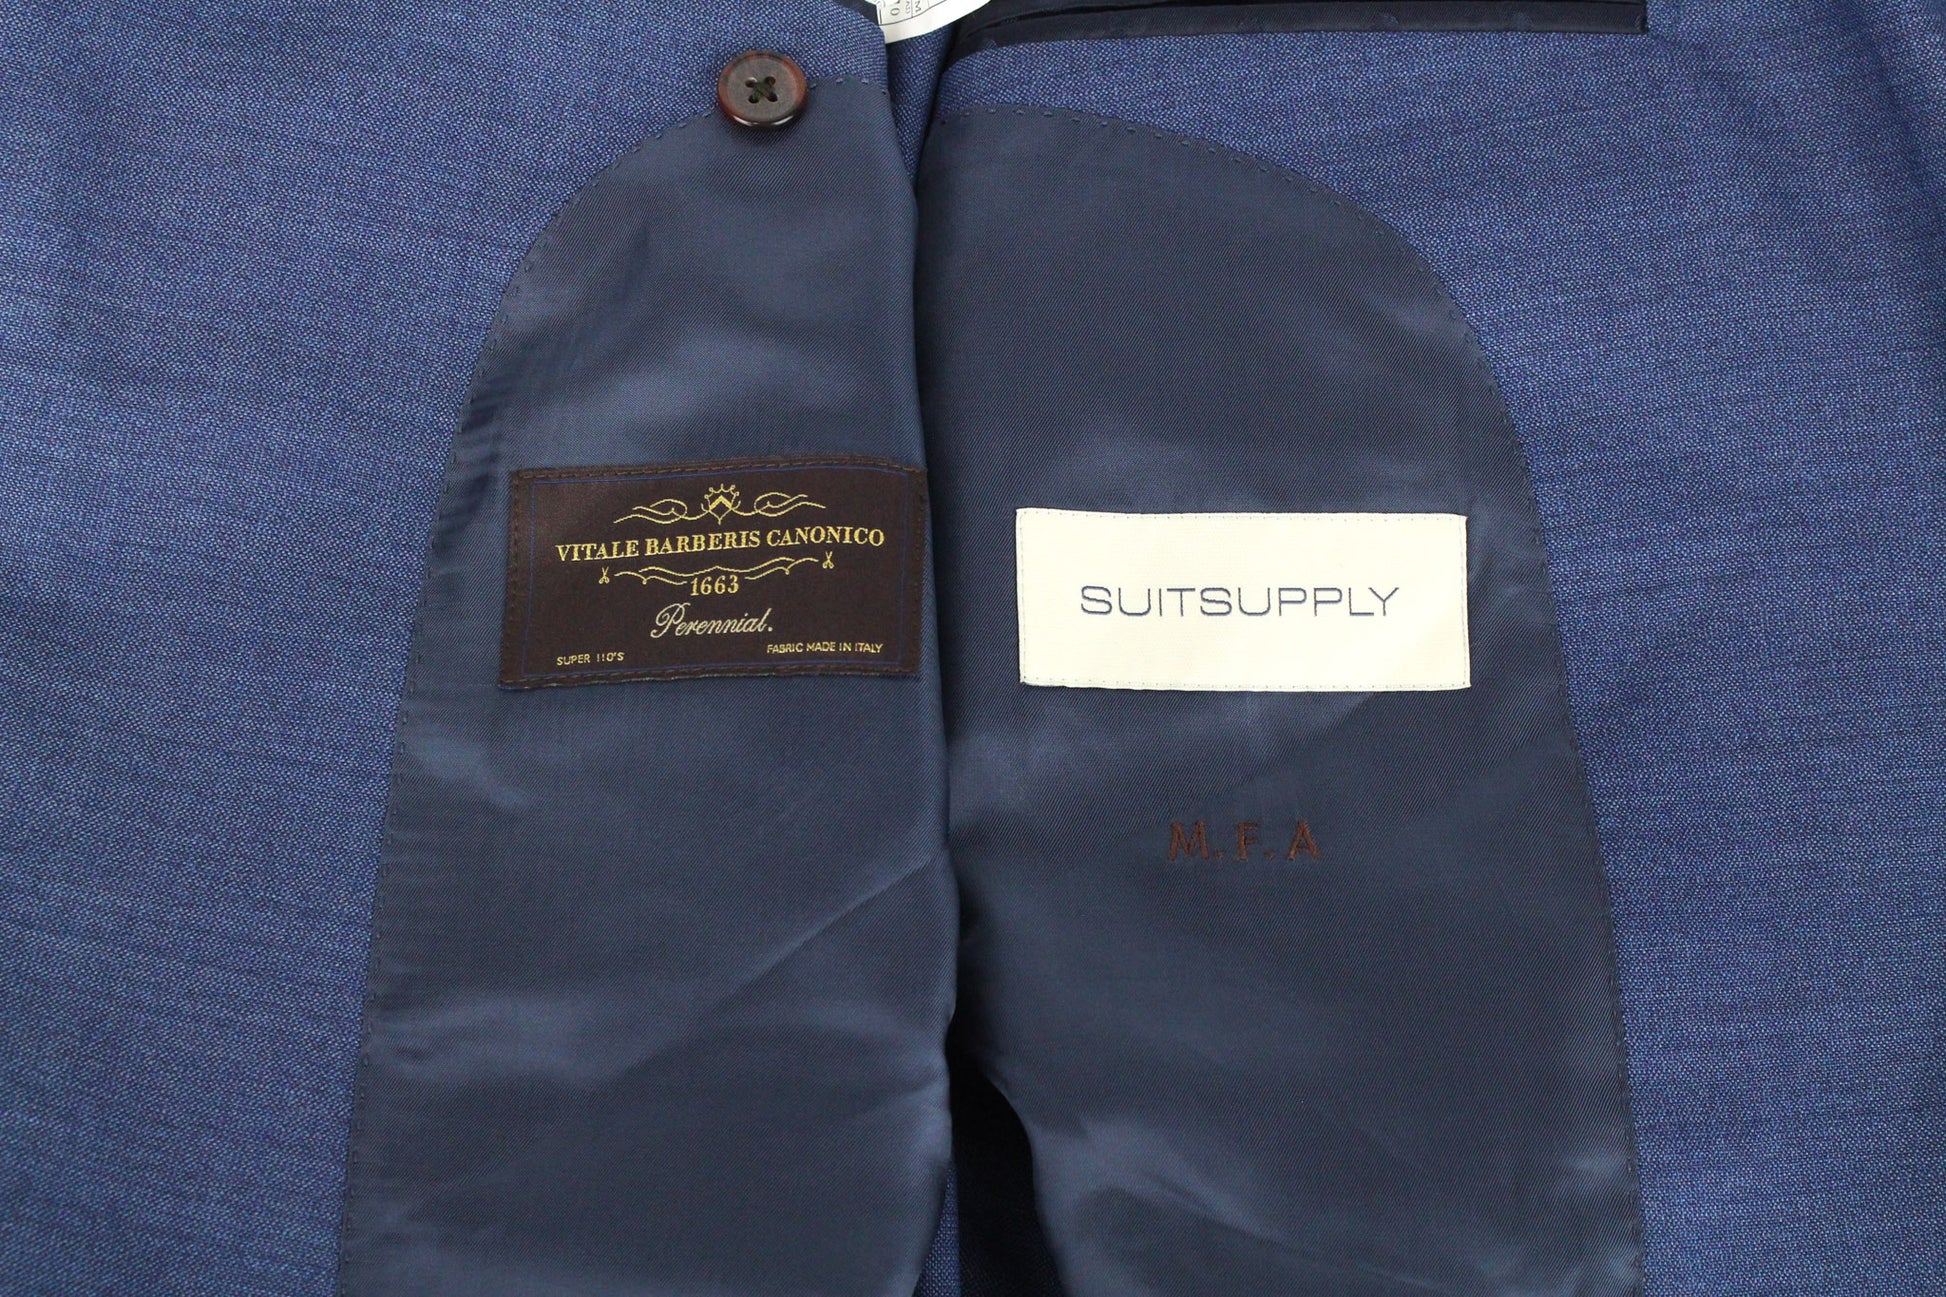 VITALE BARBERIS CANONICO
1663
Perennial.
SUPER 110'S
FABRIC MADE IN ITALY
SUITSUPPLY
M.F.A